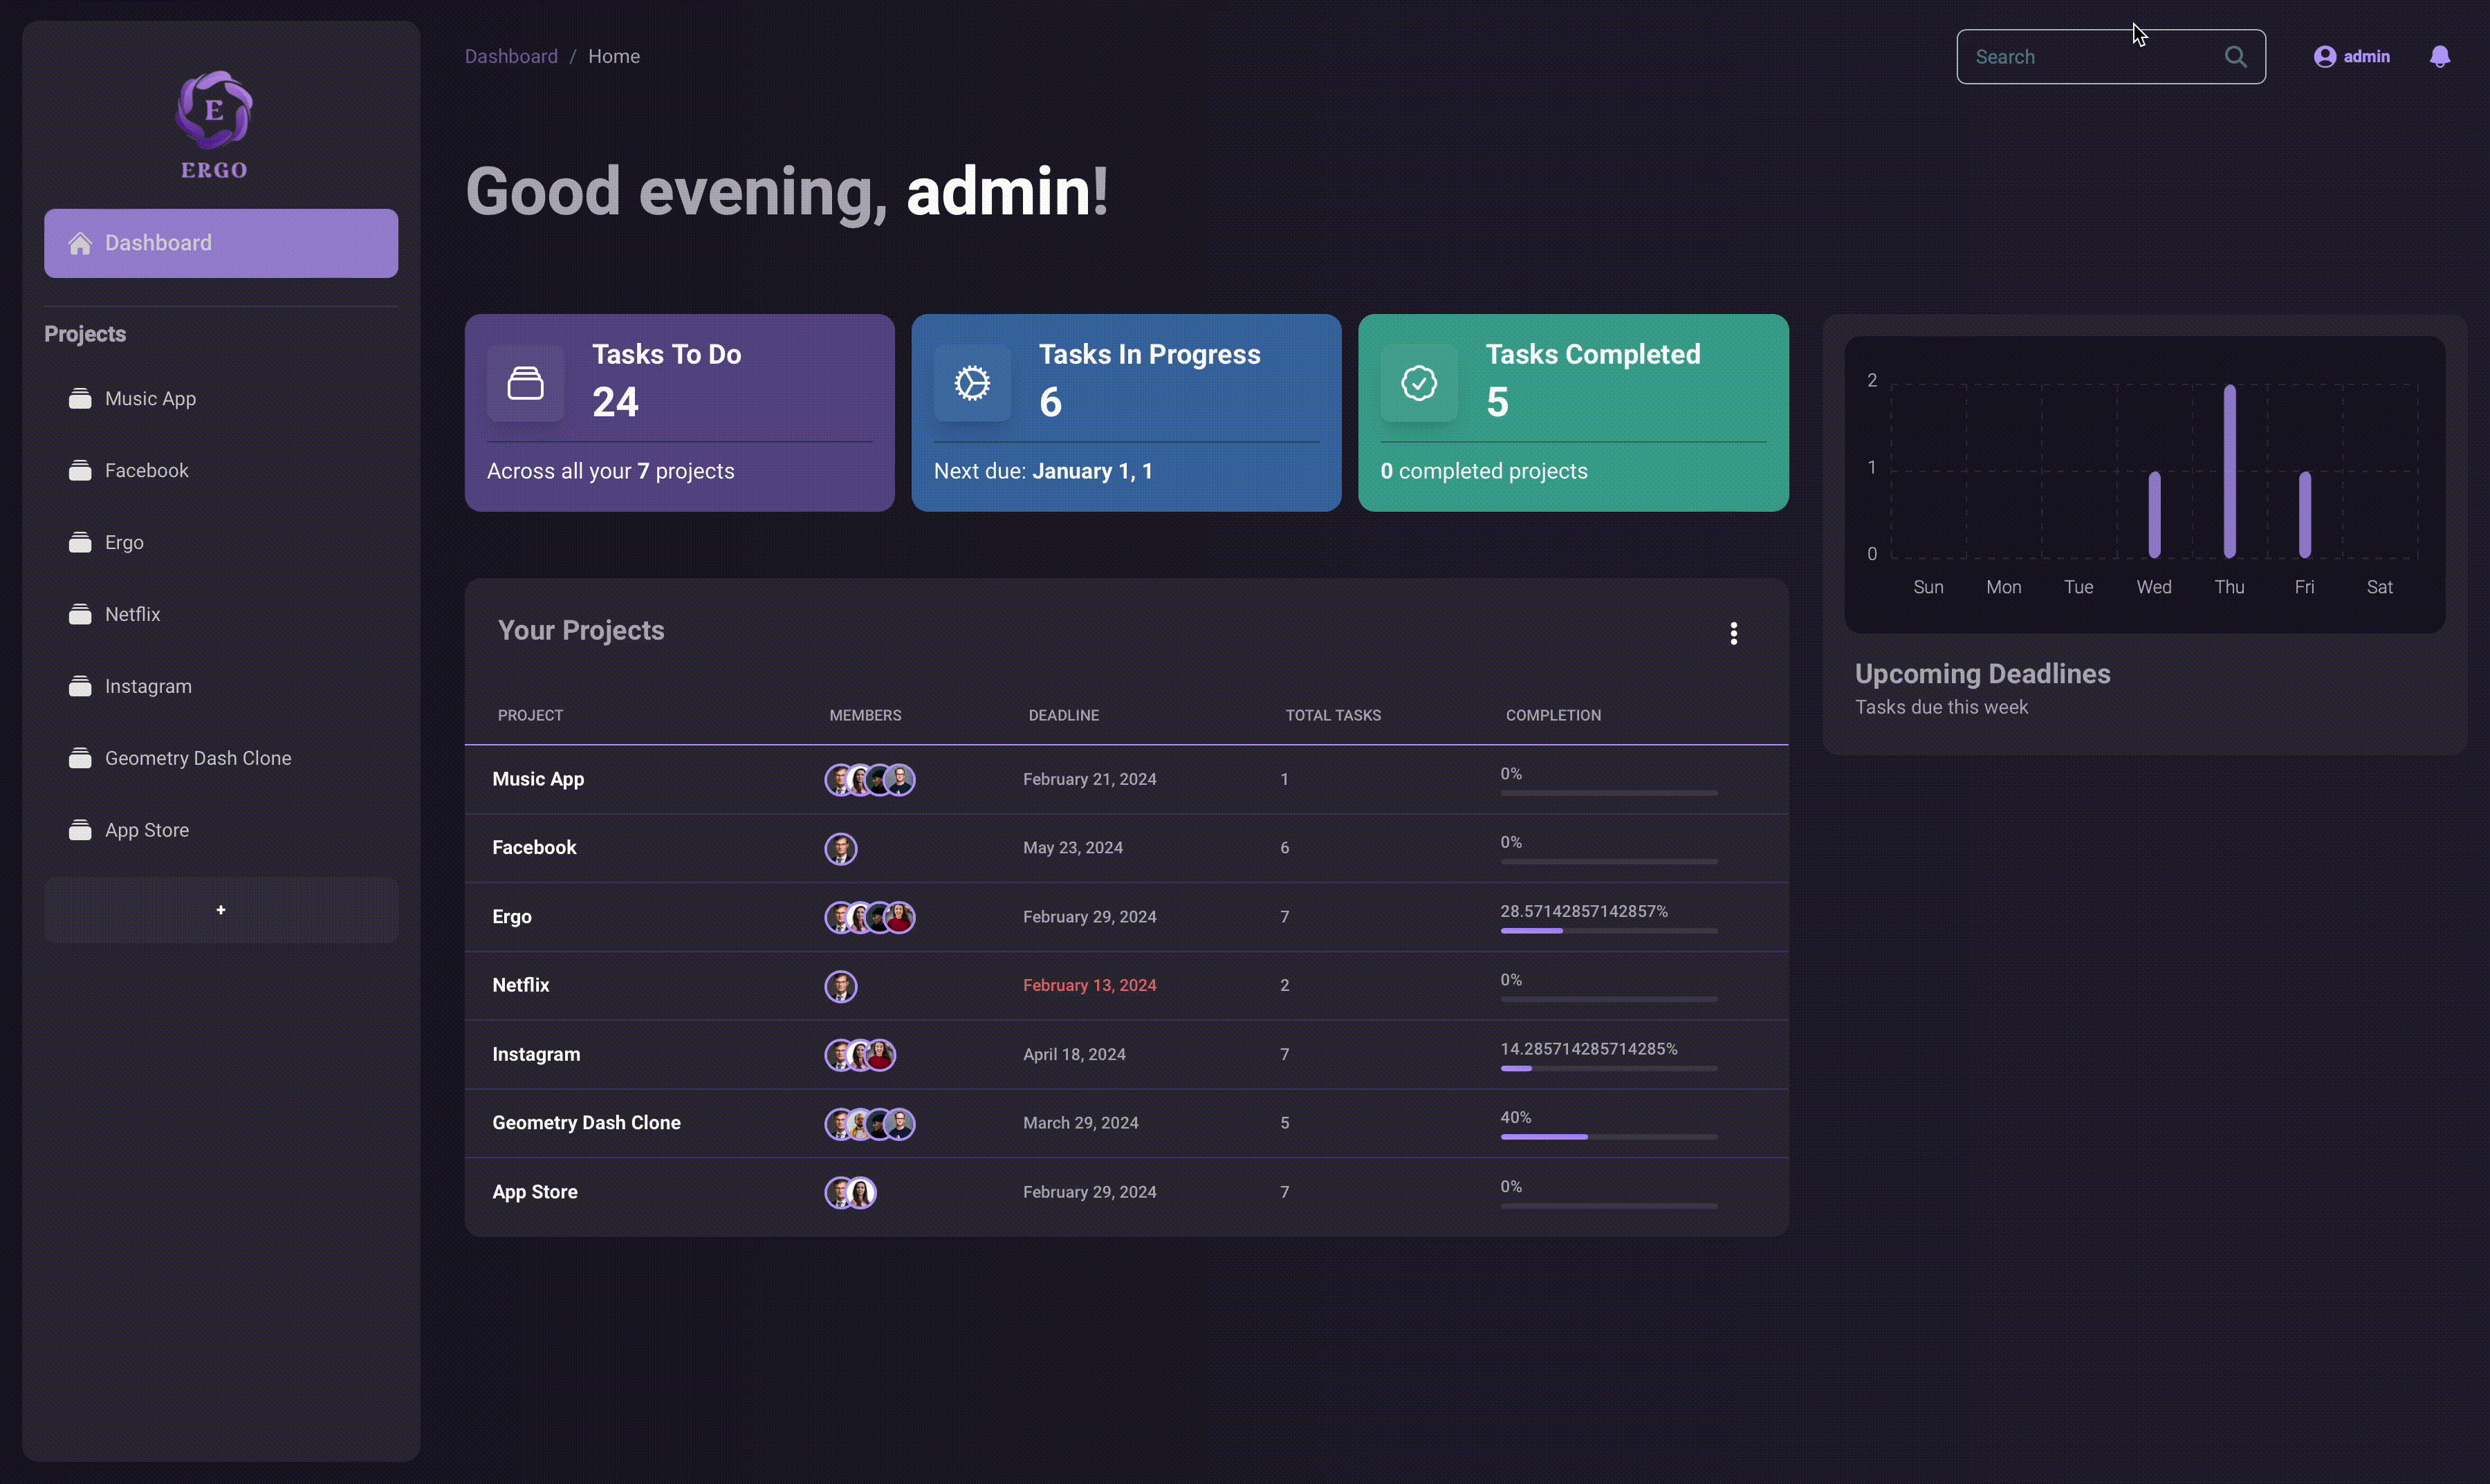 E
ERGO
Dashboard
Projects
Music App
Facebook
Ergo
Netflix
Instagram
Geometry Dash Clone
App Store
+
Dashboard / Home
Search
admin
Good evening, admin!
Tasks To Do
24
Across all your 7 projects
Tasks In Progress
6
Next due: January 1, 1
Tasks Completed
5
0 completed projects
2
1
0
Sun Mon Tue Wed Thu Fri Sat
Upcoming Deadlines
Tasks due this week
Your Projects
PROJECT MEMBERS DEADLINE TOTAL TASKS COMPLETION
Music App February 21, 2024 1 0%
Facebook May 23, 2024 6 0%
Ergo February 29, 2024 7 28.57142857142857%
Netflix February 13, 2024 2 0%
Instagram April 18, 2024 7 14.285714285714285%
Geometry Dash Clone March 29, 2024 5 40%
App Store February 29, 2024 7 0%